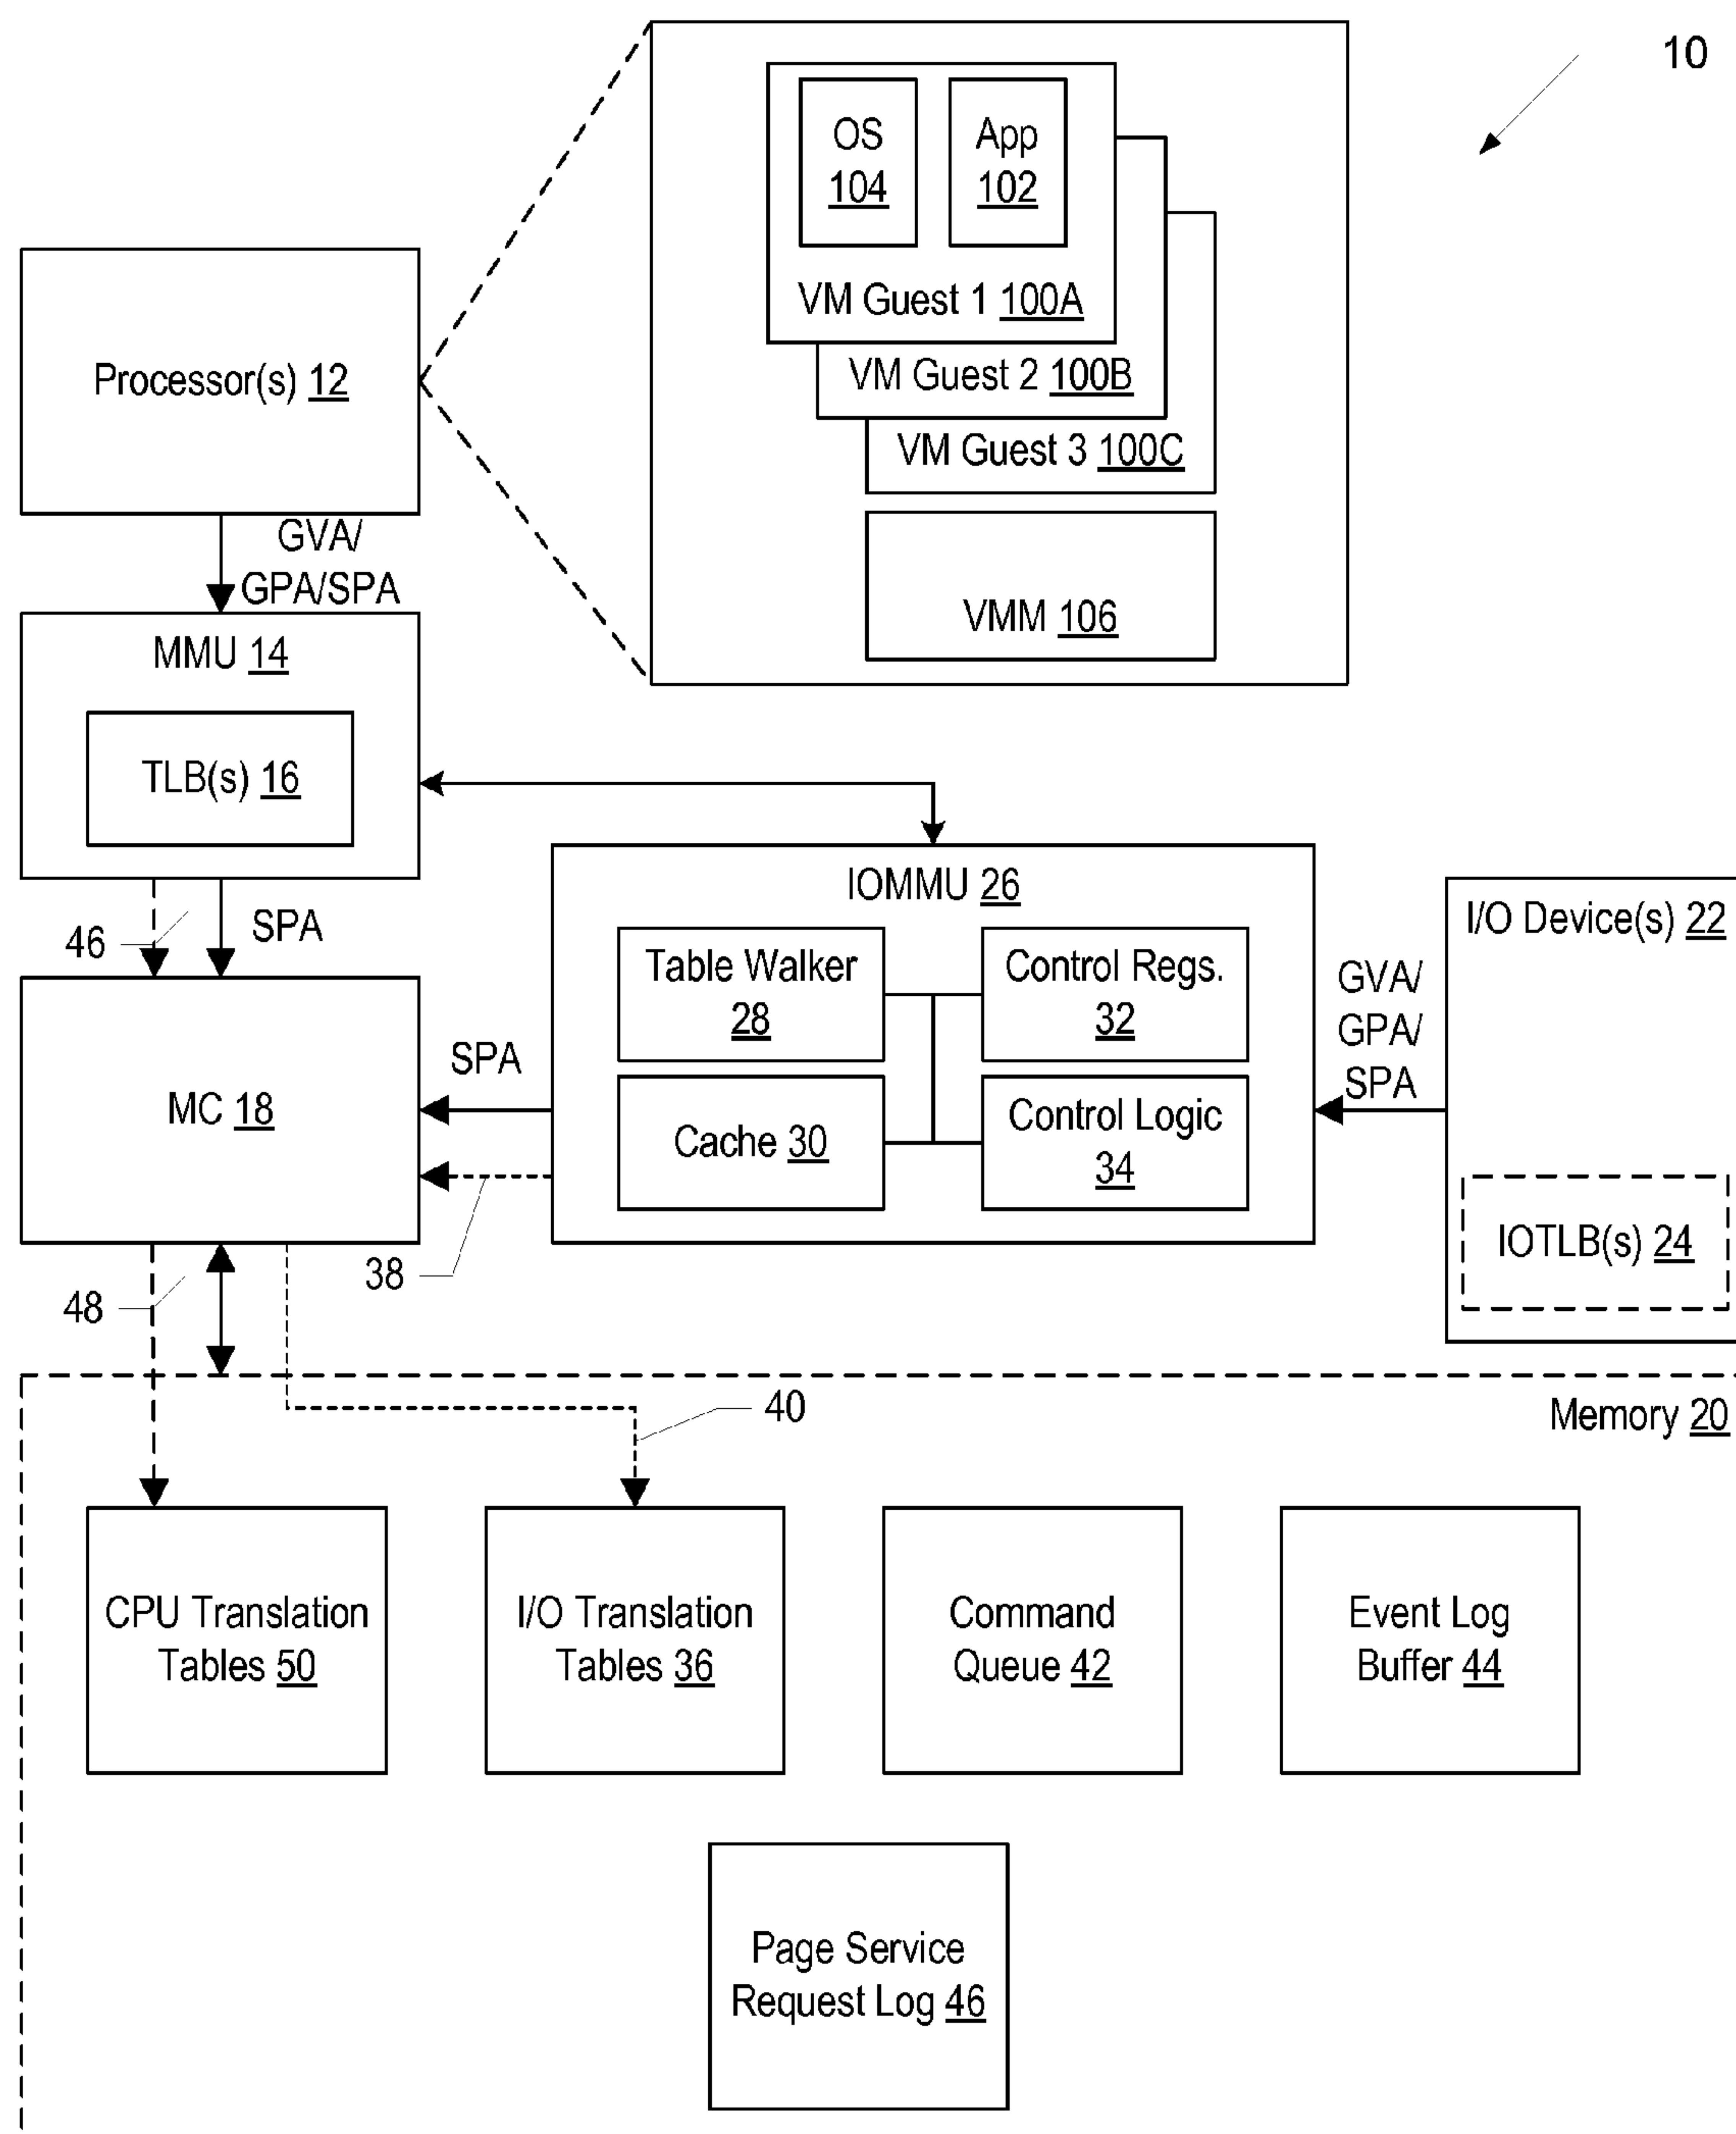 10
OS
104
App
102
VM Guest 1 100A
VM Guest 2 100B
VM Guest 3 100C
VMM 106
Processor(s) 12
GVA/
GPA/SPA
MMU 14
TLB(s) 16
46
SPA
IOMMU 26
Table Walker
28
Control Regs.
32
Cache 30
Control Logic
34
I/O Device(s) 22
GVA/
GPA/
SPA
IOTLB(s) 24
SPA
MC 18
38
48
40
Memory 20
CPU Translation
Tables 50
I/O Translation
Tables 36
Command
Queue 42
Event Log
Buffer 44
Page Service
Request Log 46